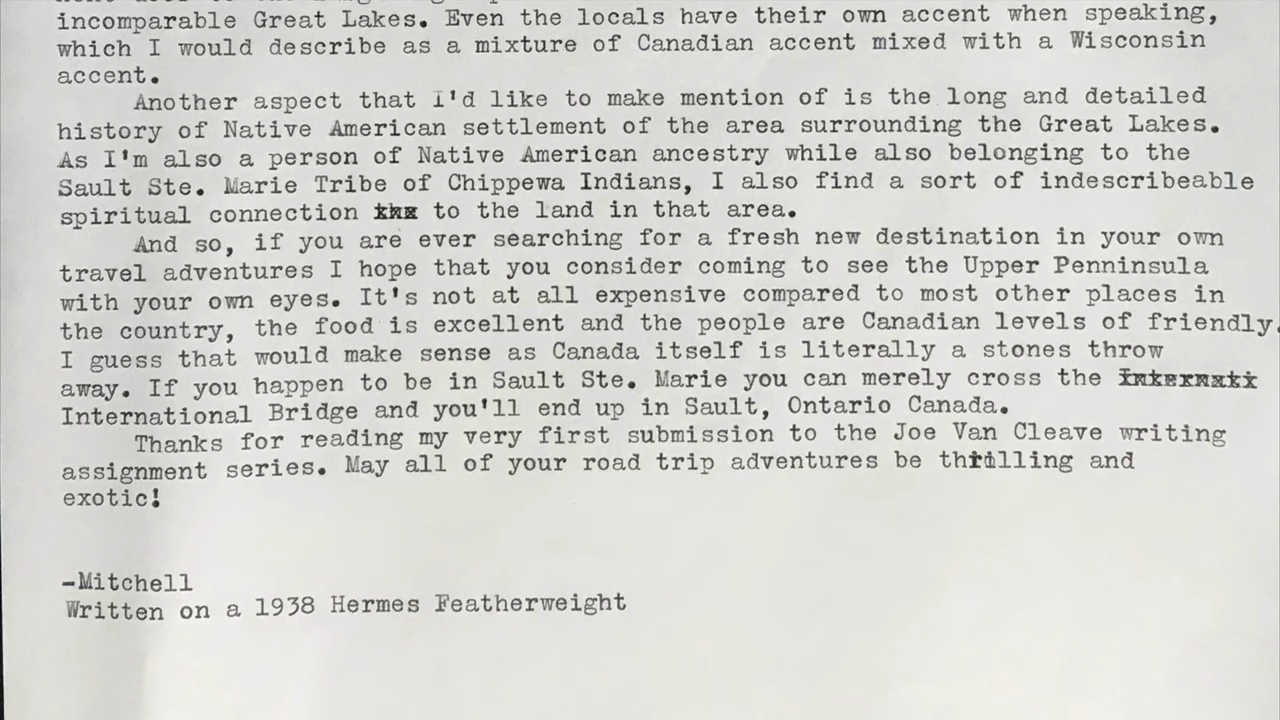 incomparable Great Lakes. Even the locals have their own accent when speaking,
which I would describe as a mixture of Canadian accent mixed with a Wisconsin
accent.
Another aspect that I'd like to make mention of is the long and detailed
history of Native American settlement of the area surrounding the Great Lakes.
As I'm also a person of Native American ancestry while also belonging to the
Sault Ste. Marie Tribe of Chippewa Indians, I also find a sort of indescribeable
spiritual connection to the land in that area.
And so, if you are ever searching for a fresh new destination in your own
travel adventures I hope that you consider coming to see the Upper Penninsula
with your own eyes. It's not at all expensive compared to most other places in
the country, the food is excellent and the people are Canadian levels of friendly.
I guess that would make sense as Canada itself is literally a stones throw
away. If you happen to be in Sault Ste. Marie you can merely cross the Internati
International Bridge and you'll end up in Sault, Ontario Canada.
Thanks for reading my very first submission to the Joe Van Cleave writing
assignment series. May all of your road trip adventures be thrilling and
exotic!
-Mitchell
Written on a 1938 Hermes Featherweight